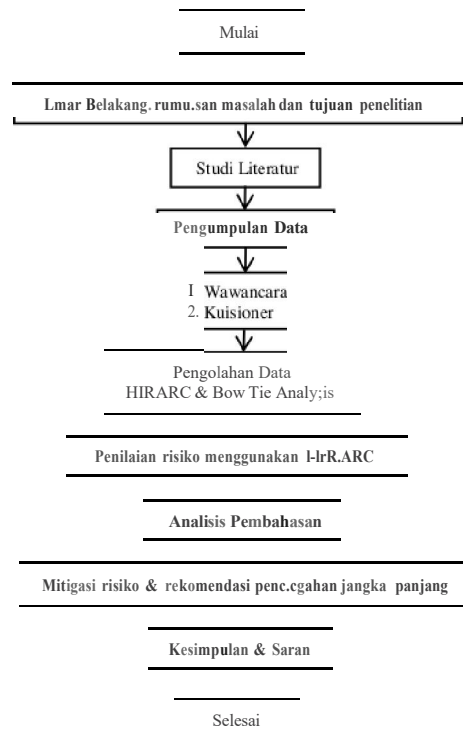 Mulai
Lmar Belakang. rumu.san masalah dan tujuan penelitian
Studi Literatur
Pengumpulan Data
I Wawancara
2. Kuisioner
Pengolahan Data
HIRARC & Bow Tie Analy;is
Penilaian risiko menggunakan l-lrR.ARC
Analisis Pembahasan
Mitigasi risiko & rekomendasi penc.cgahan jangka panjang
Kesimpulan & Saran
Selesai